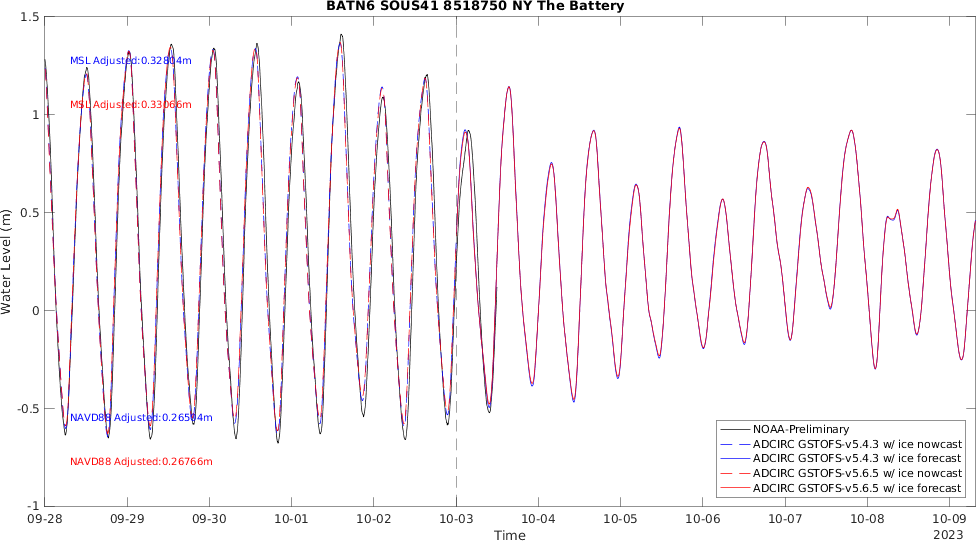 BATN6 SOUS41 8518750 NY The Battery
1.5
1
0.5
0
-0.5
-1
Water Level (m)
MSL Adjusted:0.32804m
MSL Adjusted:0.33066m
NAVD88 Adjusted:0.26504m
NAVD88 Adjusted:0.26766m
NOAA-Preliminary
ADCIRC GSTOFS-v5.4.3 w/ ice nowcast
ADCIRC GSTOFS-v5.4.3 w/ ice forecast
ADCIRC GSTOFS-v5.6.5 w/ ice nowcast
ADCIRC GSTOFS-v5.6.5 w/ ice forecast
09-28 09-29 09-30 10-01 10-02 10-03 10-04 10-05 10-06 10-07 10-08 10-09
Time
2023